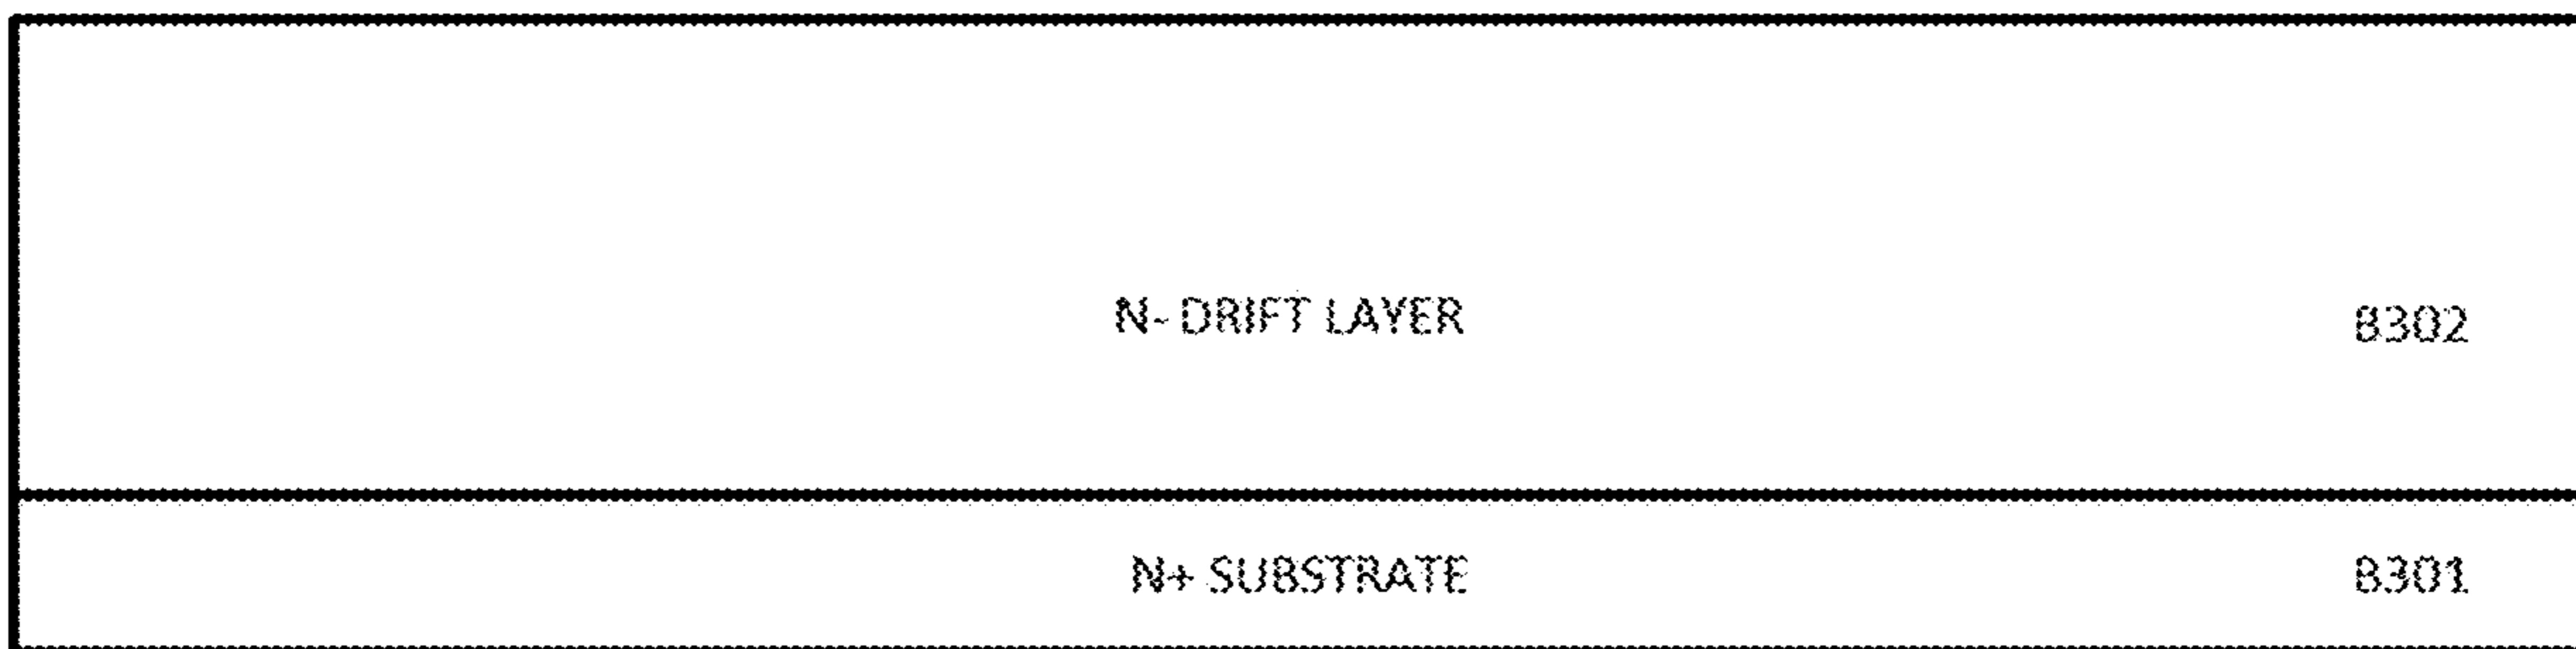 N- DRIFT LAYER B302
N+ SUBSTRATE B301